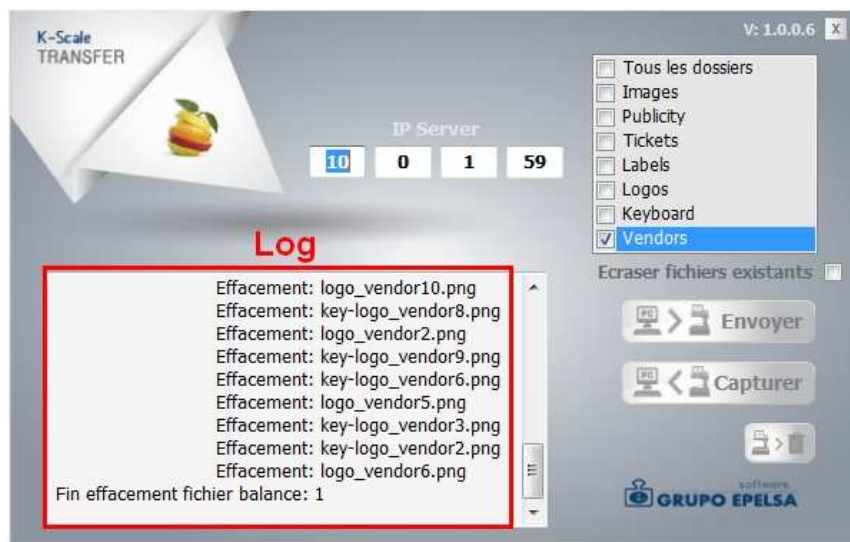 K-Scale
TRANSFER
V: 1.0.0.6 X
Tous les dossiers
Images
Publicity
Tickets
Labels
Logos
Keyboard
Vendors
IP Server
10 0 1 59
Log
Ecraser fichiers existants
Effacement: logo_vendor10.png
Effacement: key-logo_vendor8.png
Effacement: logo_vendor2.png
Effacement: key-logo_vendor9.png
Effacement: key-logo_vendor6.png
Effacement: logo_vendor5.png
Effacement: key-logo_vendor3.png
Effacement: key-logo_vendor2.png
Effacement: logo_vendor6.png
Fin effacement fichier balance: 1
PC > Envoyer
PC < Capturer
>
software
GRUPO EPELSA